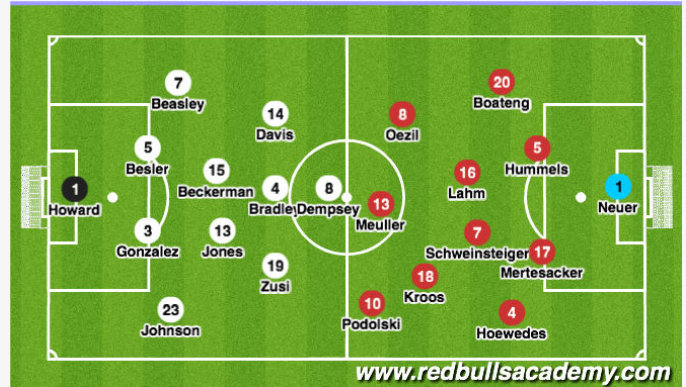 7
Beasley
14
Davis
8
Oezil
20
Boateng
5
Besler
5
Hummels
15
Beckerman
16
Lahm
1
Howard
4
Bradley
8
Dempsey
13
Meuller
1
Neuer
3
Gonzalez
13
Jones
7
Schweinsteiger
17
Mertesacker
19
Zusi
18
Kroos
23
Johnson
10
Podolski
4
Hoewedes
www.redbullsacademy.com